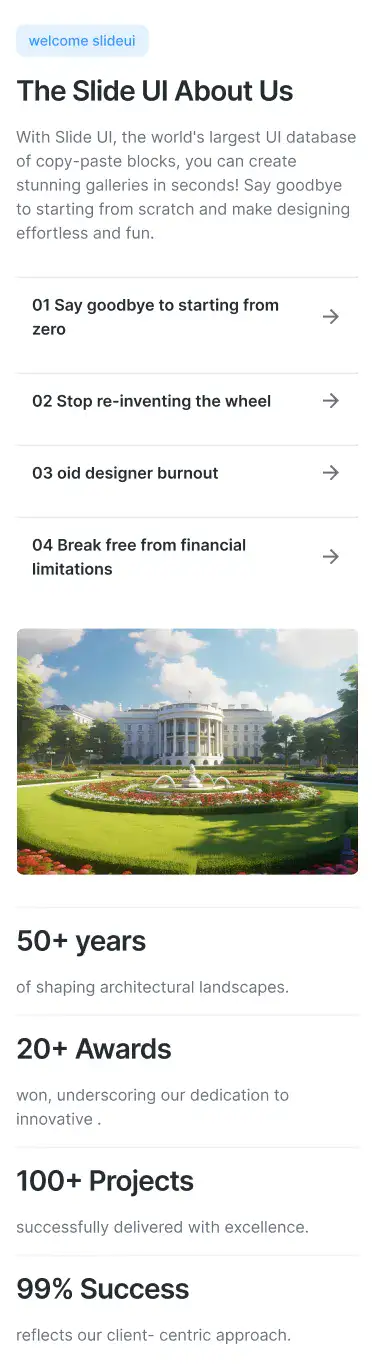 welcome slideui
The Slide UI About Us
With Slide UI, the world's largest UI database
of copy-paste blocks, you can create
stunning galleries in seconds! Say goodbye
to starting from scratch and make designing
effortless and fun.
01 Say goodbye to starting from
zero
02 Stop re-inventing the wheel
03 oid designer burnout
04 Break free from financial
limitations
50+ years
of shaping architectural landscapes.
20+ Awards
won, underscoring our dedication to
innovative .
100+ Projects
successfully delivered with excellence.
99% Success
reflects our client- centric approach.